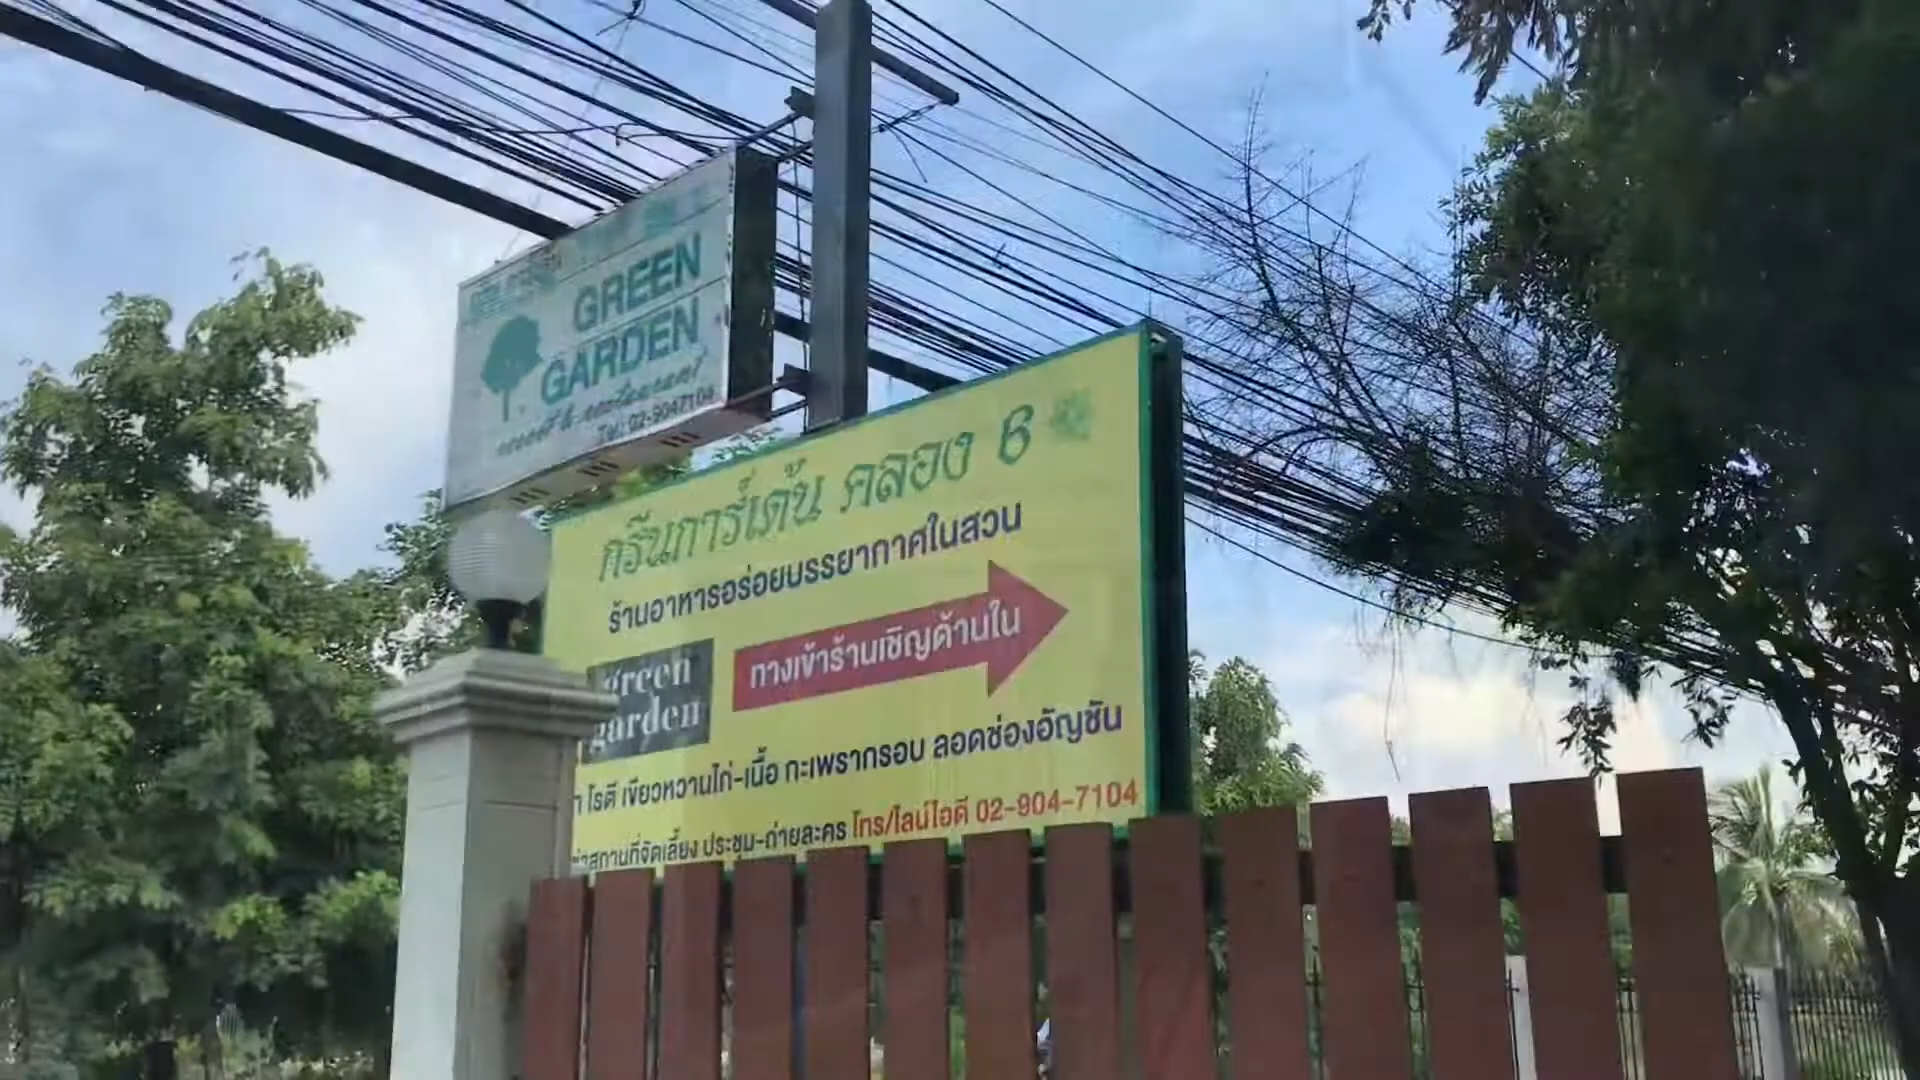 GREEN
GARDEN
resort & restaurant
Tel: 02-9047104
กรีนการ์เด้น คลอง 6
ร้านอาหารอร่อยบรรยากาศในสวน
ทางเข้าร้านเชิญด้านใน
green
garden
โรตี เขียวหวานไก่-เนื้อ กะเพรากรอบ ลอดช่องอัญชัน
สถานที่จัดเลี้ยง ประชุม-ถ่ายละคร โทร/ไลน์ไอดี 02-904-7104